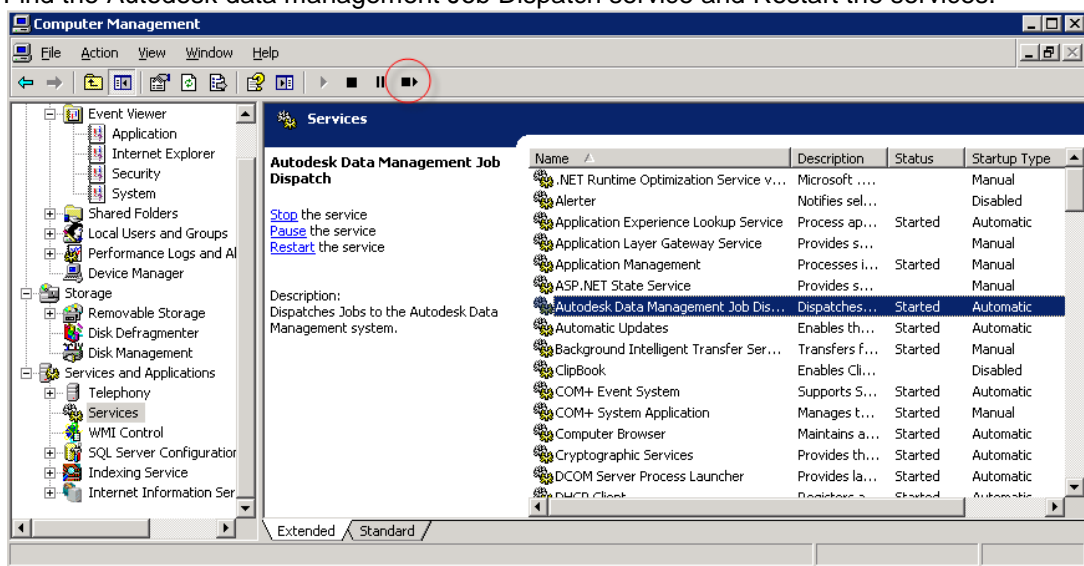 Find the Autodesk data management Job Dispatch service and Restart the services.
Computer Management
File Action View Window Help
Event Viewer
Application
Internet Explorer
Security
System
Shared Folders
Local Users and Groups
Performance Logs and Al
Device Manager
Storage
Removable Storage
Disk Defragmenter
Disk Management
Services and Applications
Telephony
Services
WMI Control
SQL Server Configuration
Indexing Service
Internet Information Ser
Services
Autodesk Data Management Job
Dispatch
Stop the service
Pause the service
Restart the service
Description:
Dispatches Jobs to the Autodesk Data
Management system.
Name Description Status Startup Type
.NET Runtime Optimization Service v... Microsoft .... Manual
Alerter Notifies sel... Disabled
Application Experience Lookup Service Process ap... Started Automatic
Application Layer Gateway Service Provides s... Manual
Application Management Processes i... Started Manual
ASP.NET State Service Provides s... Manual
Autodesk Data Management Job Dis... Dispatches... Started Automatic
Automatic Updates Enables th... Started Automatic
Background Intelligent Transfer Ser... Transfers f... Started Manual
ClipBook Enables Cli... Disabled
COM+ Event System Supports S... Started Automatic
COM+ System Application Manages t... Started Manual
Computer Browser Maintains a... Started Automatic
Cryptographic Services Provides th... Started Automatic
DCOM Server Process Launcher Provides la... Started Automatic
DHCP Client Registers a... Started Automatic
Extended Standard